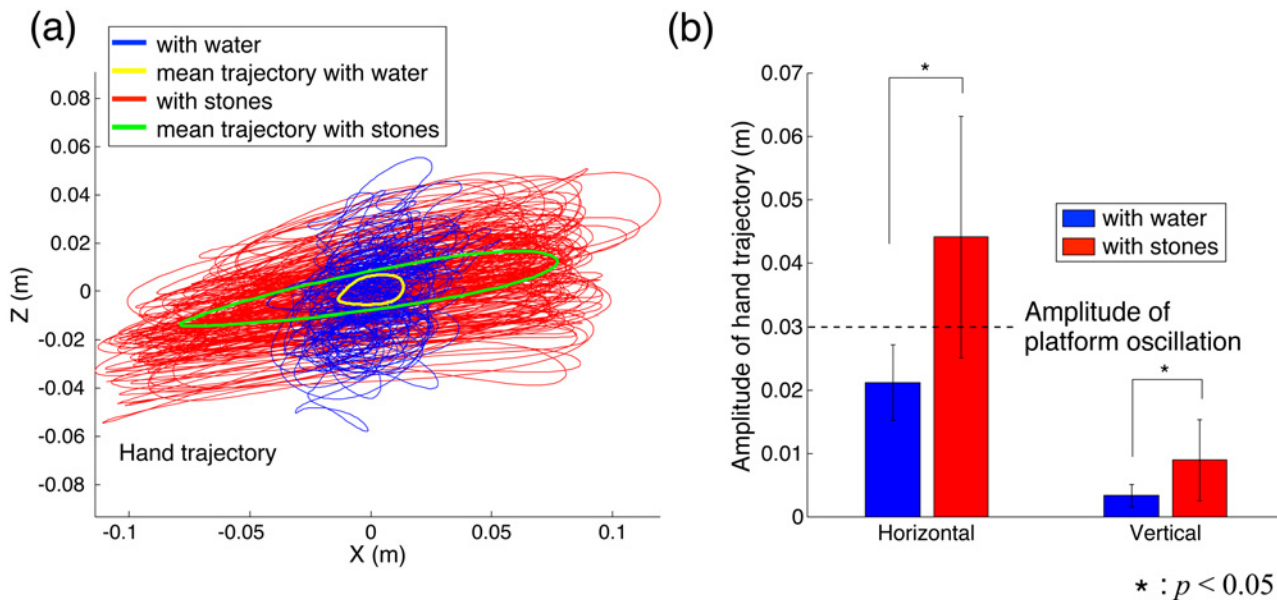 (a)
with water
mean trajectory with water
with stones
mean trajectory with stones
0.08
0.06
0.04
0.02
0
-0.02
-0.04
-0.06
-0.08
Z (m)
Hand trajectory
-0.1
-0.05
0
0.05
0.1
X (m)
(b)
0.07
0.06
0.05
0.04
0.03
0.02
0.01
0
Amplitude of hand trajectory (m)
*
with water
with stones
Amplitude of
platform oscillation
*
Horizontal
Vertical
* : p < 0.05